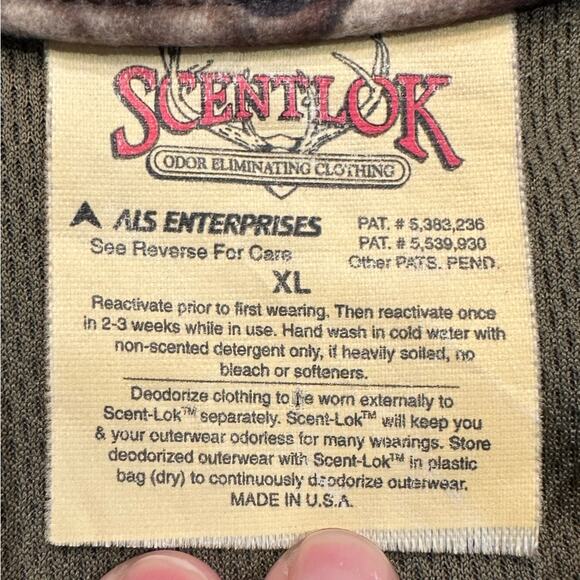 SCENTLOK
ODOR ELIMINATING CLOTHING
ALS ENTERPRISES
See Reverse For Care
PAT. # 5,383,236
PAT. # 5,539,930
Other PATS. PEND.
XL
Reactivate prior to first wearing. Then reactivate once
in 2-3 weeks while in use. Hand wash in cold water with
non-scented detergent only, if heavily soiled, no
bleach or softeners.
Deodorize clothing to be worn externally to
Scent-Lok™ separately. Scent-Lok™ will keep you
& your outerwear odorless for many wearings. Store
deodorized outerwear with Scent-Lok™ in plastic
bag (dry) to continuously deodorize outerwear.
MADE IN U.S.A.